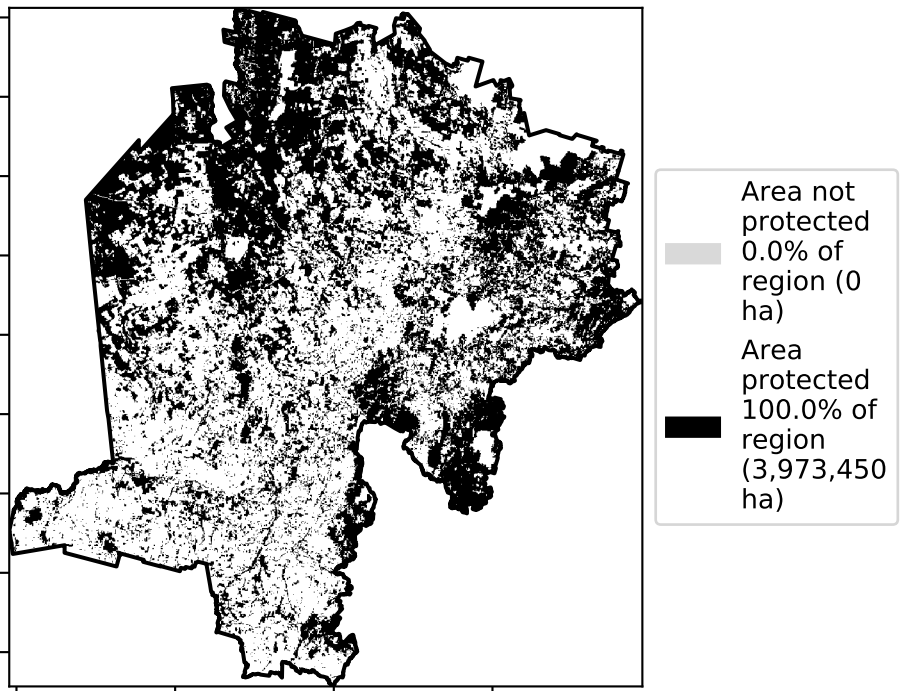 Area not
protected
0.0% of
region (0
ha)
Area
protected
100.0% of
region
(3,973,450
ha)